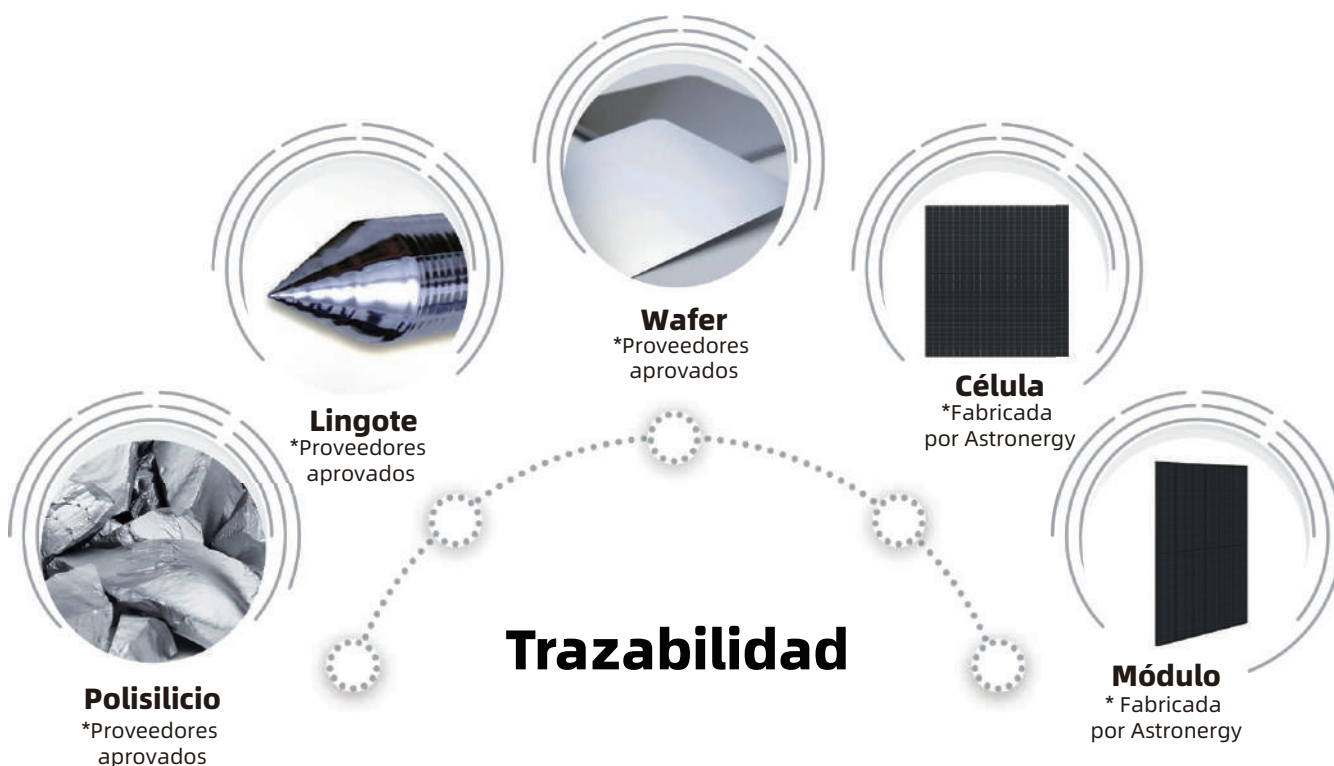 Polisilicio
*Proveedores
aprovados
Lingote
*Proveedores
aprovados
Wafer
*Proveedores
aprovados
Célula
*Fabricada
por Astronergy
Módulo
* Fabricada
por Astronergy
Trazabilidad